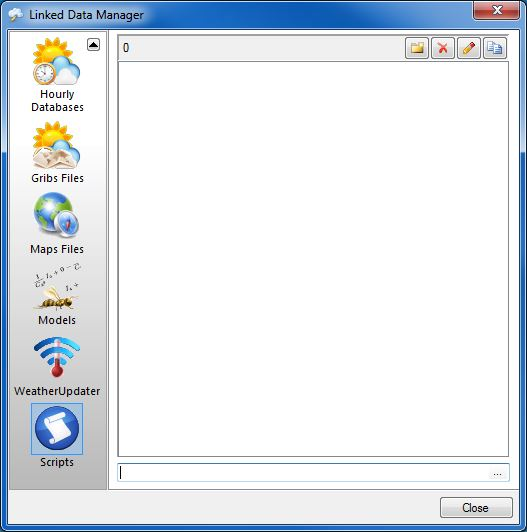 Linked Data Manager
0
Hourly
Databases
Gribs Files
Maps Files
Models
WeatherUpdater
Scripts
...
Close